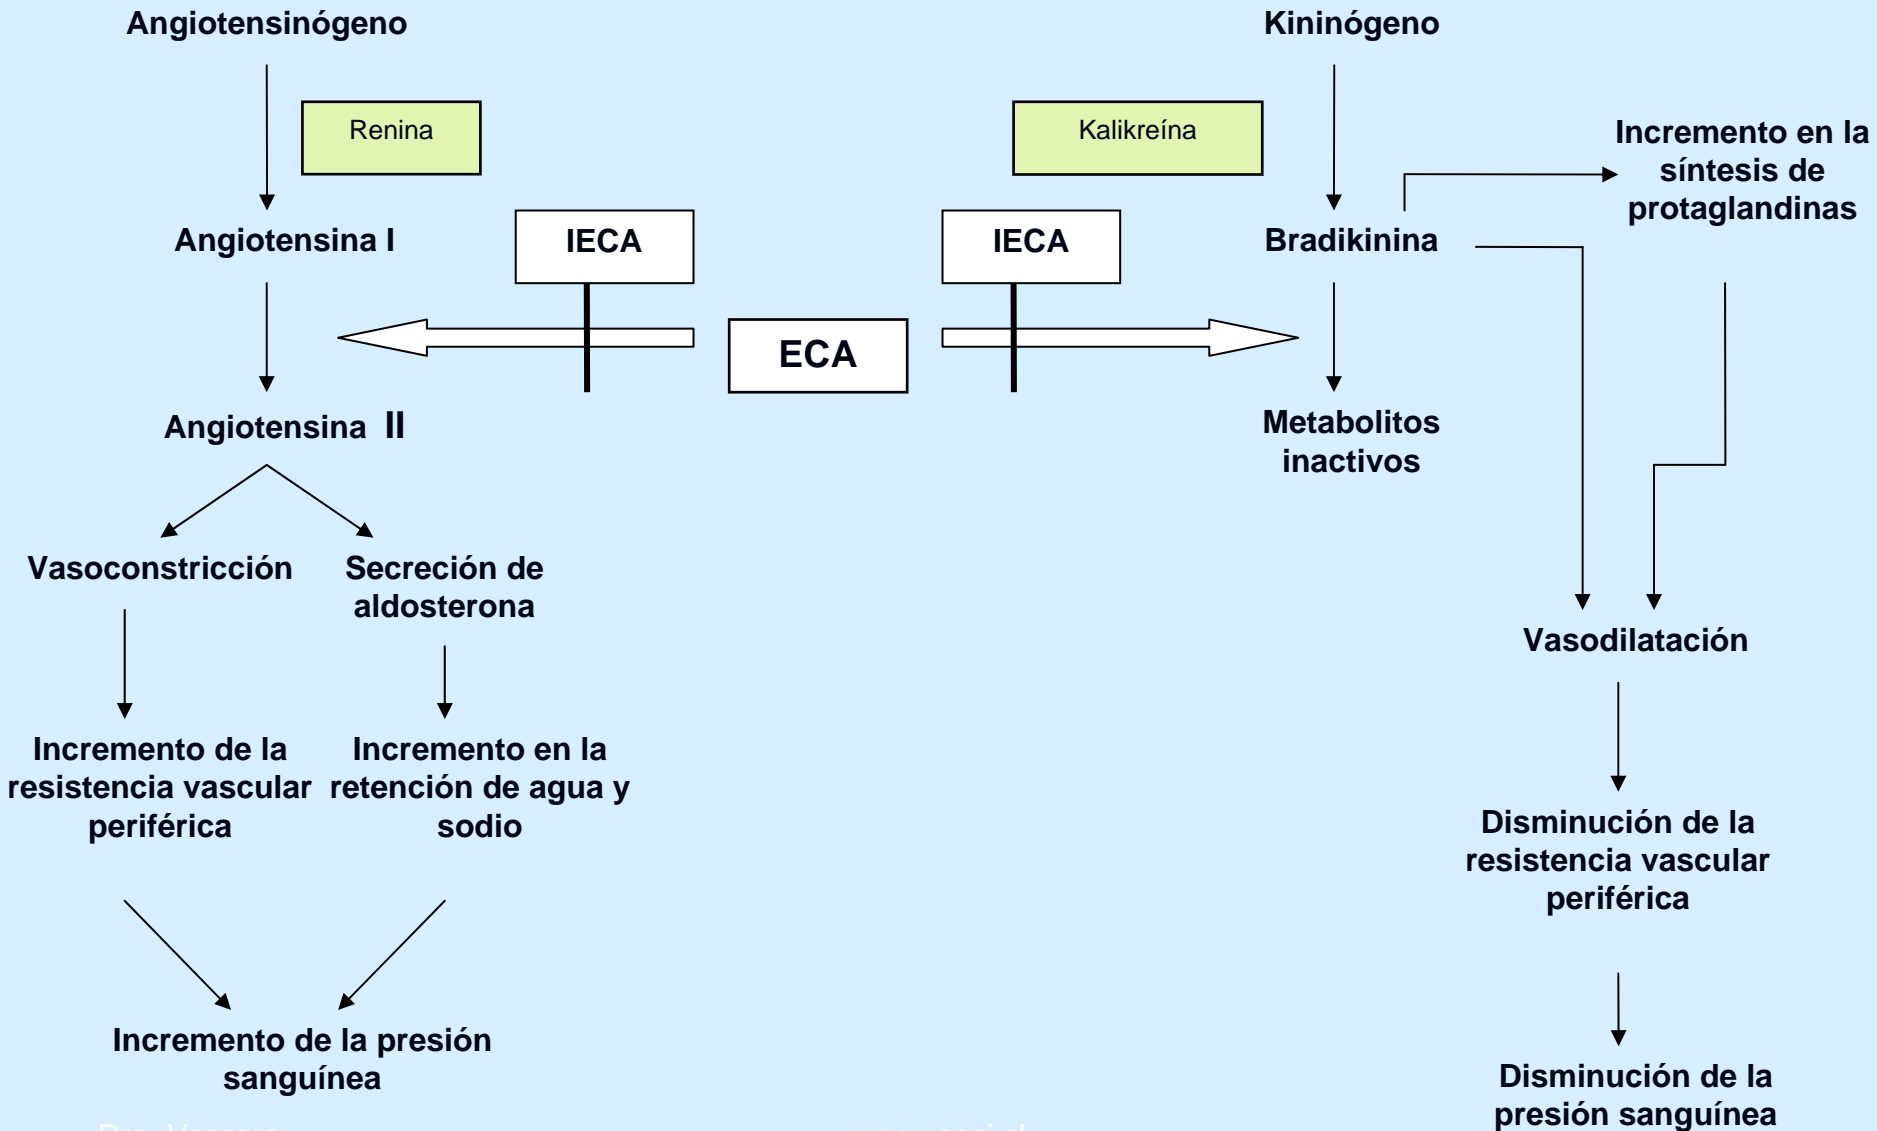 Angiotensinógeno
Kininógeno
Renina
Kalikreína
Incremento en la
síntesis de
protaglandinas
Angiotensina I
IECA
IECA
Bradikinina
ECA
Angiotensina II
Metabolitos
inactivos
Vasoconstricción
Secreción de
aldosterona
Vasodilatación
Incremento de la
resistencia vascular
periférica
Incremento en la
retención de agua y
sodio
Disminución de la
resistencia vascular
periférica
Incremento de la presión
sanguínea
Disminución de la
presión sanguínea